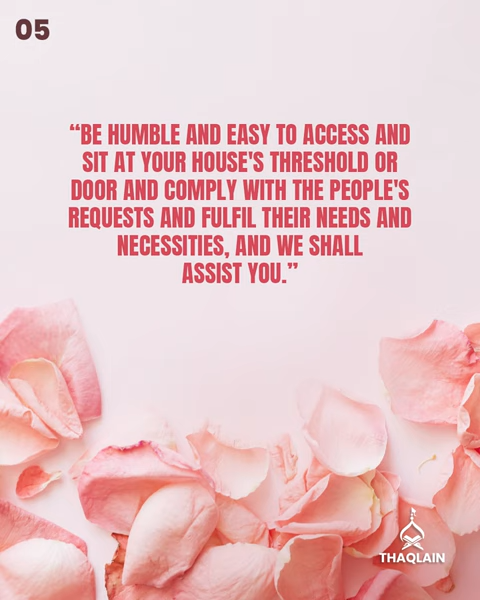 05
“BE HUMBLE AND EASY TO ACCESS AND
SIT AT YOUR HOUSE'S THRESHOLD OR
DOOR AND COMPLY WITH THE PEOPLE'S
REQUESTS AND FULFIL THEIR NEEDS AND
NECESSITIES, AND WE SHALL
ASSIST YOU.”
THAQLAIN